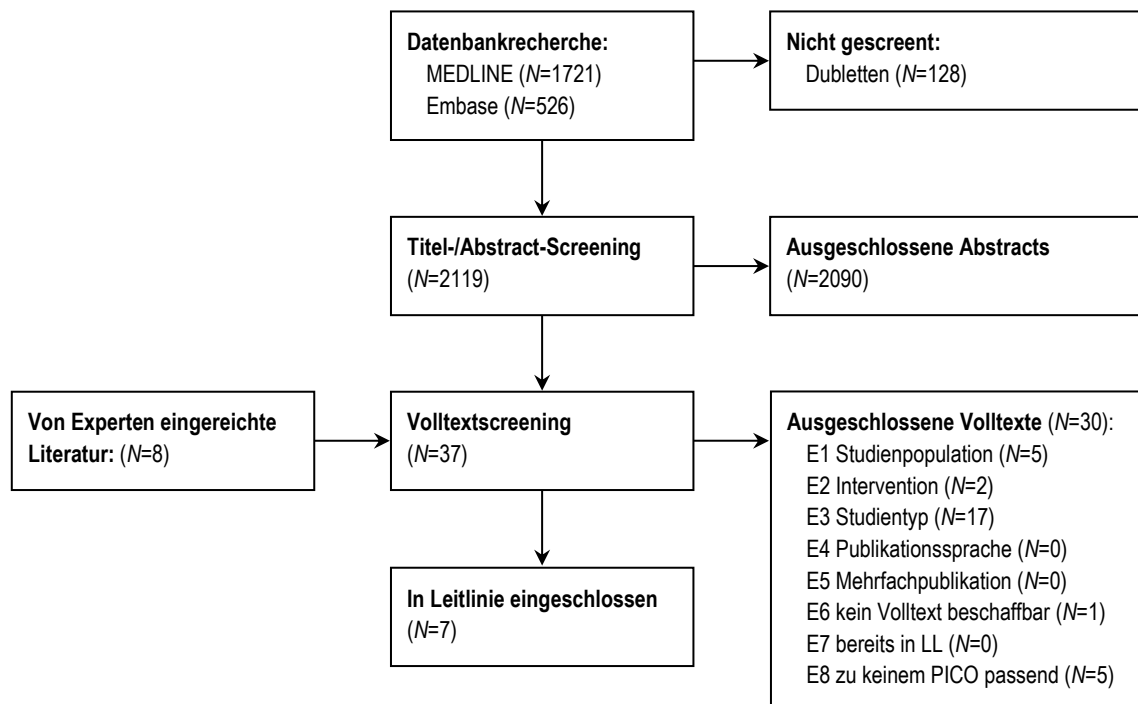 Datenbankrecherche:
MEDLINE (N=1721)
Embase (N=526)
Nicht gescreent:
Dubletten (N=128)
Titel-/Abstract-Screening
(N=2119)
Ausgeschlossene Abstracts
(N=2090)
Von Experten eingereichte
Literatur: (N=8)
Volltextscreening
(N=37)
Ausgeschlossene Volltexte (N=30):
E1 Studienpopulation (N=5)
E2 Intervention (N=2)
E3 Studientyp (N=17)
E4 Publikationssprache (N=0)
E5 Mehrfachpublikation (N=0)
E6 kein Volltext beschaffbar (N=1)
E7 bereits in LL (N=0)
E8 zu keinem PICO passend (N=5)
In Leitlinie eingeschlossen
(N=7)